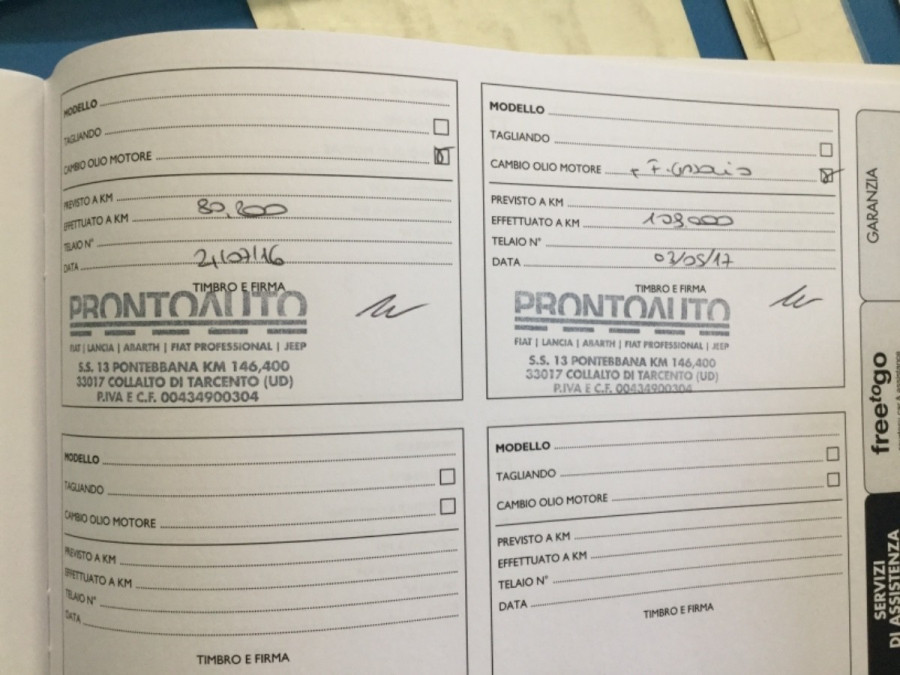 MODELLO
TAGLIANDO
CAMBIO OLIO MOTORE
PREVISTO A KM
EFFETTUATO A KM 80,200
TELAIO N°
DATA 21/07/16
TIMBRO E FIRMA
PRONTOAUTO
FIAT | LANCIA | ABARTH | FIAT PROFESSIONAL | JEEP
S.S. 13 PONTEBBANA KM 146,400
33017 COLLALTO DI TARCENTO (UD)
P.IVA E C.F. 00434900304
MODELLO
TAGLIANDO
CAMBIO OLIO MOTORE
PREVISTO A KM
EFFETTUATO A KM
TELAIO N°
DATA 03/05/17
TIMBRO E FIRMA
PRONTOAUTO
FIAT | LANCIA | ABARTH | FIAT PROFESSIONAL | JEEP
S.S. 13 PONTEBBANA KM 146,400
33017 COLLALTO DI TARCENTO (UD)
P.IVA E C.F. 00434900304
MODELLO
TAGLIANDO
CAMBIO OLIO MOTORE
PREVISTO A KM
EFFETTUATO A KM
TELAIO N°
DATA
TIMBRO E FIRMA
MODELLO
TAGLIANDO
CAMBIO OLIO MOTORE
PREVISTO A KM
EFFETTUATO A KM
TELAIO N°
DATA
TIMBRO E FIRMA
GARANZIA
freetogo
SERVIZI
DI ASSISTENZA